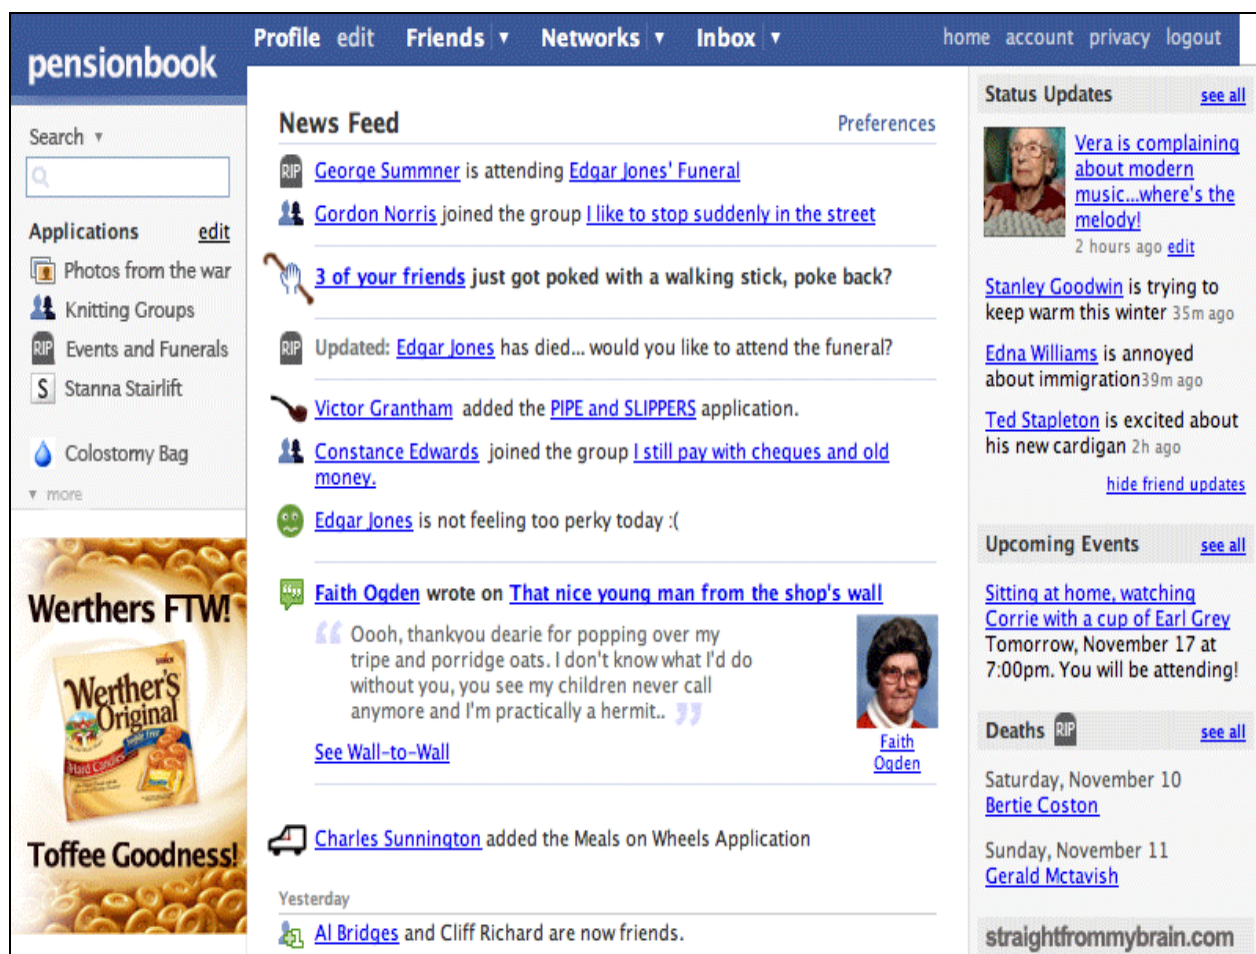 pensionbook
Profile edit Friends ▼ Networks ▼ Inbox ▼
home account privacy logout
Search ▼
Applications edit
Photos from the war
Knitting Groups
RIP Events and Funerals
S Stanna Stairlift
Colostomy Bag
▼ more
Werthers FTW!
Werther's
Original
Sugar Free
Hard Candies
Toffee Goodness!
News Feed Preferences
RIP George Summner is attending Edgar Jones' Funeral
Gordon Norris joined the group I like to stop suddenly in the street
3 of your friends just got poked with a walking stick, poke back?
RIP Updated: Edgar Jones has died... would you like to attend the funeral?
Victor Grantham added the PIPE and SLIPPERS application.
Constance Edwards joined the group I still pay with cheques and old
money.
Edgar Jones is not feeling too perky today :(
Faith Ogden wrote on That nice young man from the shop's wall
Oooh, thankyou dearie for popping over my
tripe and porridge oats. I don't know what I'd do
without you, you see my children never call
anymore and I'm practically a hermit..
See Wall-to-Wall
Faith
Ogden
Charles Sunnington added the Meals on Wheels Application
Yesterday
Al Bridges and Cliff Richard are now friends.
Status Updates see all
Vera is complaining
about modern
music...where's the
melody!
2 hours ago edit
Stanley Goodwin is trying to
keep warm this winter 35m ago
Edna Williams is annoyed
about immigration39m ago
Ted Stapleton is excited about
his new cardigan 2h ago
hide friend updates
Upcoming Events see all
Sitting at home, watching
Corrie with a cup of Earl Grey
Tomorrow, November 17 at
7:00pm. You will be attending!
Deaths RIP see all
Saturday, November 10
Bertie Coston
Sunday, November 11
Gerald Mctavish
straightfrommybrain.com